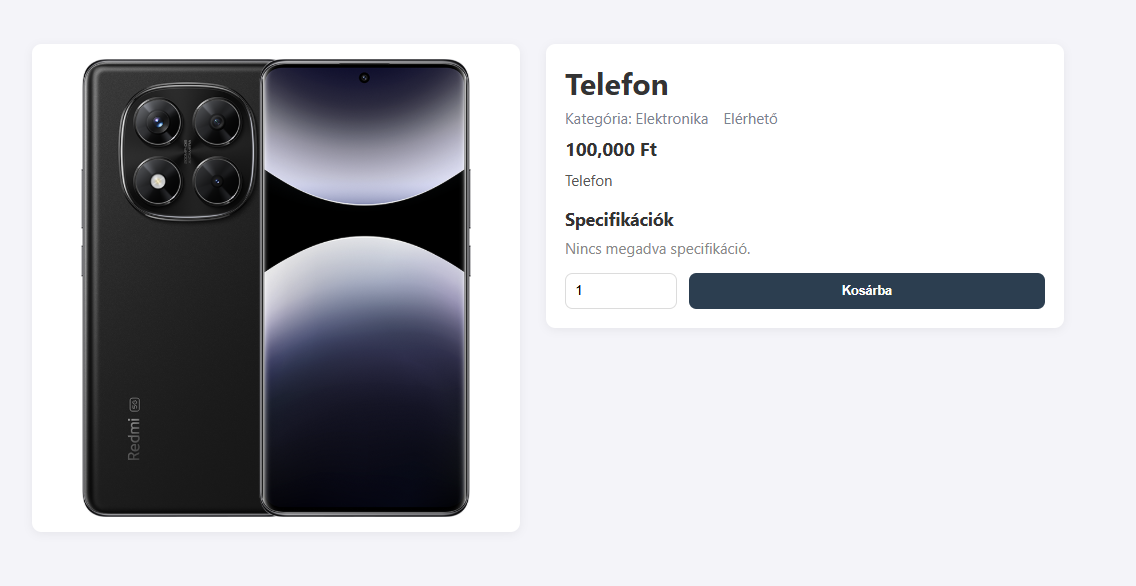 Redmi 5G
Telefon
Kategória: Elektronika Elérhető
100,000 Ft
Telefon
Specifikációk
Nincs megadva specifikáció.
1
Kosárba